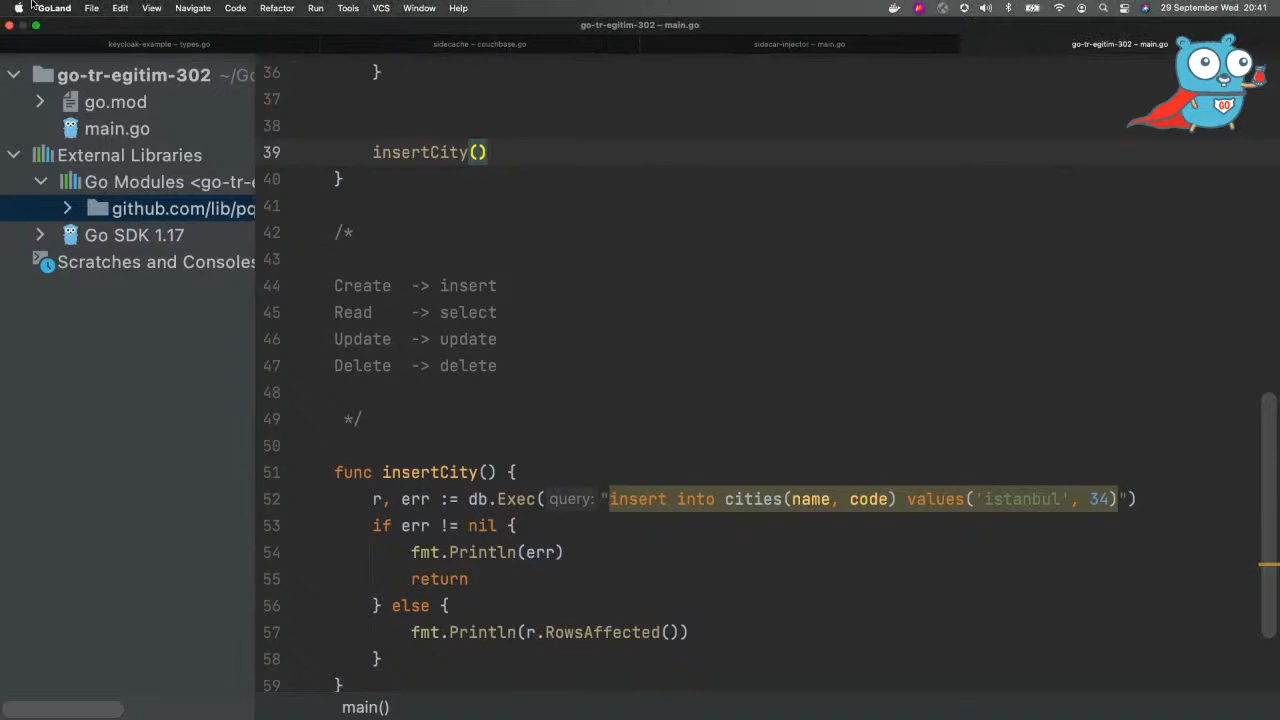 GoLand File Edit View Navigate Code Refactor Run Tools VCS Window Help 29 September Wed 20:41
go-tr-egitim-302 – main.go
keycloak-example – types.go
sidecache – couchbase.go
sidecar-injector – main.go
go-tr-egitim-302 – main.go
go-tr-egitim-302 ~/Go
go.mod
main.go
External Libraries
Go Modules <go-tr-e
github.com/lib/pq
Go SDK 1.17
Scratches and Consoles
GO
36 }
37
38
39 insertCity()
40 }
41
42 /*
43
44 Create -> insert
45 Read -> select
46 Update -> update
47 Delete -> delete
48
49 */
50
51 func insertCity() {
52 r, err := db.Exec( query: "insert into cities(name, code) values('istanbul', 34)")
53 if err != nil {
54 fmt.Println(err)
55 return
56 } else {
57 fmt.Println(r.RowsAffected())
58 }
59 }
main()